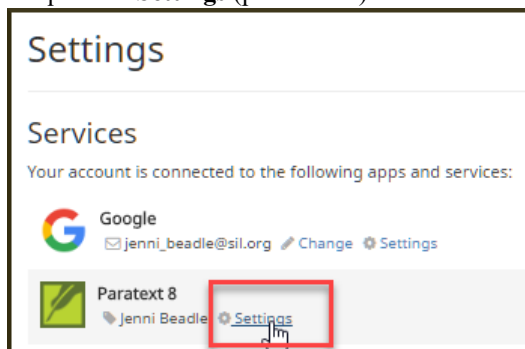 Settings
Services
Your account is connected to the following apps and services:
Google
jenni_beadle@sil.org Change Settings
Paratext 8
Jenni Beadle Settings